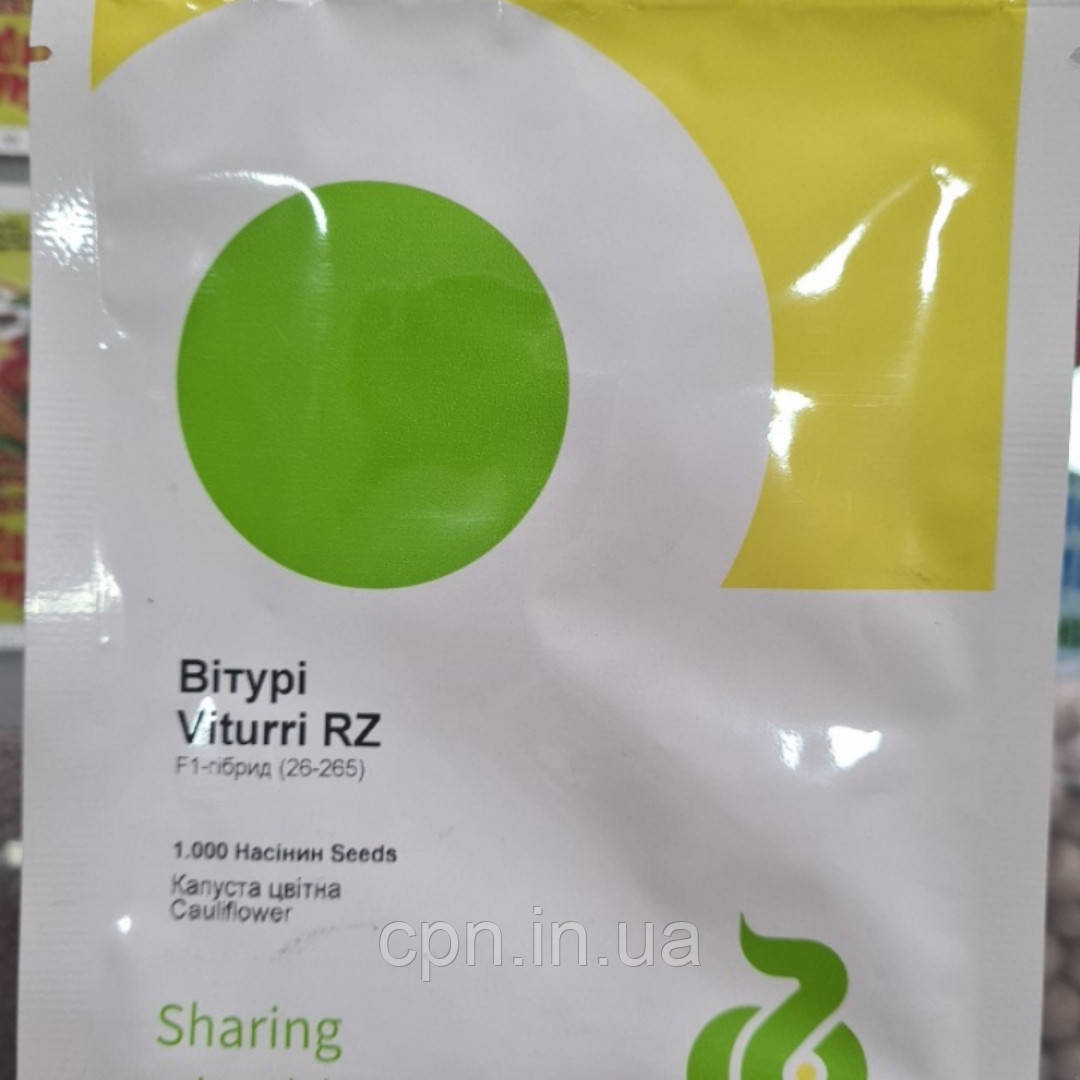 Вітурі
Viturri RZ
F1-гібрид (26-265)
1.000 Насінин Seeds
Капуста цвітна
Cauliflower
cpn.in.ua
Sharing